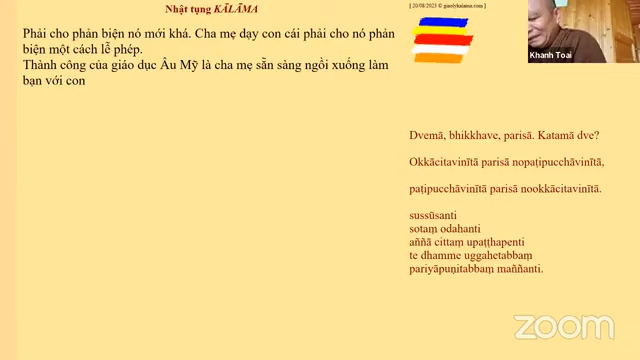 Nhật tụng KĀLĀMA
[ 20/08/2023 © giaolykalama.com ]
Phải cho phản biện nó mới khá. Cha mẹ dạy con cái phải cho nó phản
biện một cách lễ phép.
Thành công của giáo dục Âu Mỹ là cha mẹ sẵn sàng ngồi xuống làm
bạn với con
Khanh Toai
Dvemā, bhikkhave, parisā. Katamā dve?
Okkācitavinītā parisā nopaṭipucchāvinītā,
paṭipucchāvinītā parisā nookkācitavinītā.
sussūsanti
sotaṃ odahanti
aññā cittaṃ upaṭṭhapenti
te dhamme uggahetabbaṃ
pariyāpuṇitabbaṃ maññanti.
zoom